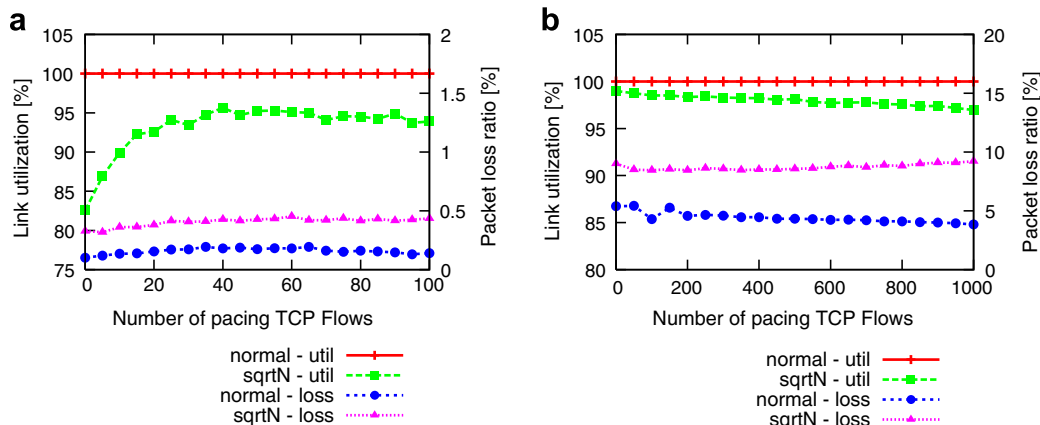 a
105
100
95
90
85
80
75
Link utilization [%]
2
1.5
1
0.5
0
Packet loss ratio [%]
0
20
40
60
80
100
Number of pacing TCP Flows
normal - util
sqrtN - util
normal - loss
sqrtN - loss
b
105
100
95
90
85
80
Link utilization [%]
20
15
10
5
0
Packet loss ratio [%]
0
200
400
600
800
1000
Number of pacing TCP Flows
normal - util
sqrtN - util
normal - loss
sqrtN - loss